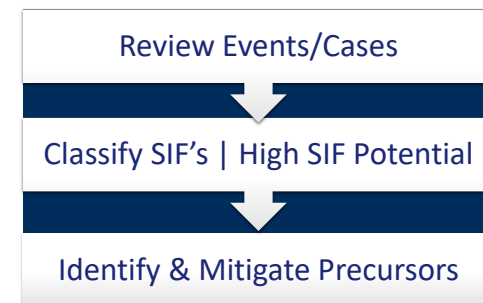 Review Events/Cases
Classify SIF's | High SIF Potential
Identify & Mitigate Precursors